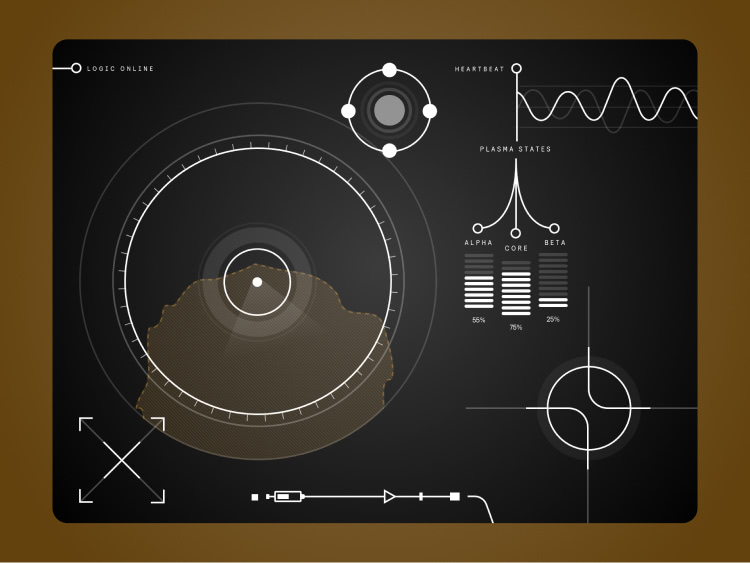 LOGIC ONLINE
HEARTBEAT
PLASMA STATES
ALPHA
CORE
BETA
55%
75%
25%